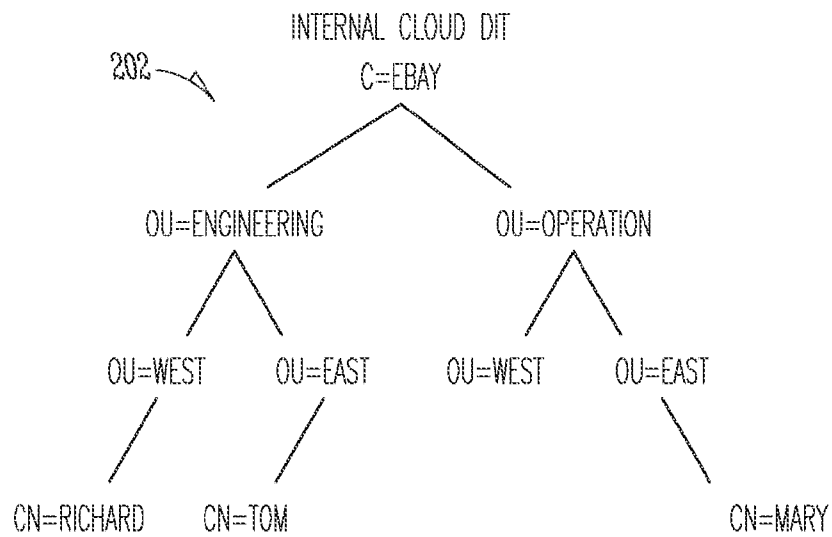 INTERNAL CLOUD DIT
202
C=EBAY
OU=ENGINEERING OU=OPERATION
OU=WEST OU=EAST OU=WEST OU=EAST
CN=RICHARD CN=TOM CN=MARY